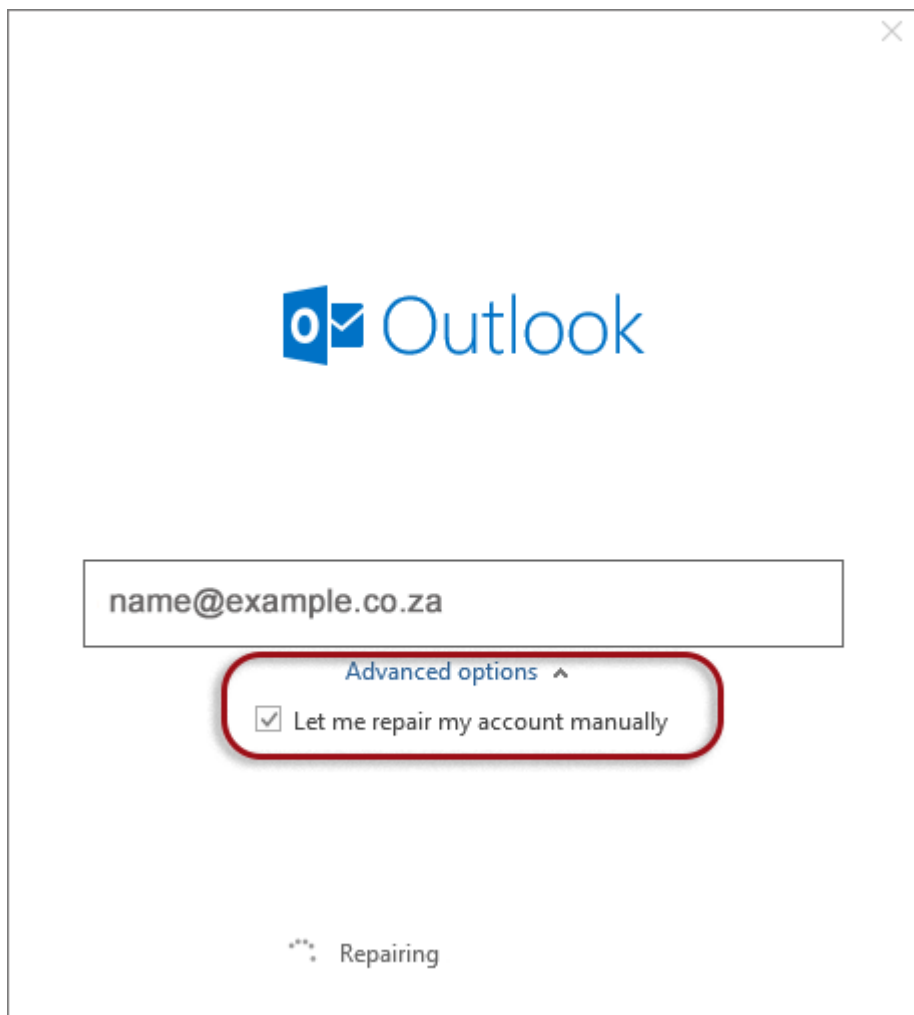 Outlook
name@example.co.za
Advanced options
Let me repair my account manually
Repairing